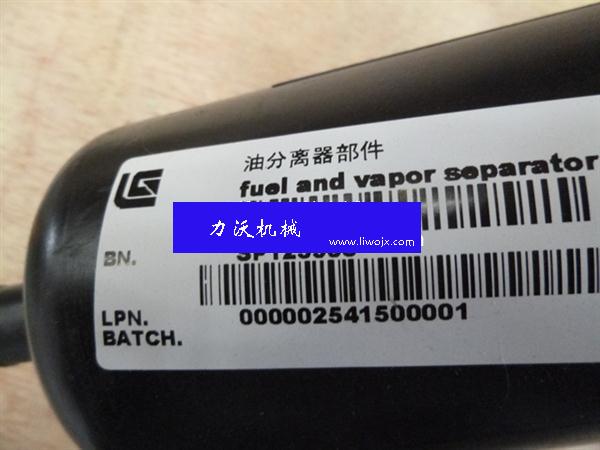 油分离器部件
fuel and vapor separator
力沃机械
www.liwojx.com
BN.
LPN.
000002541500001
BATCH.